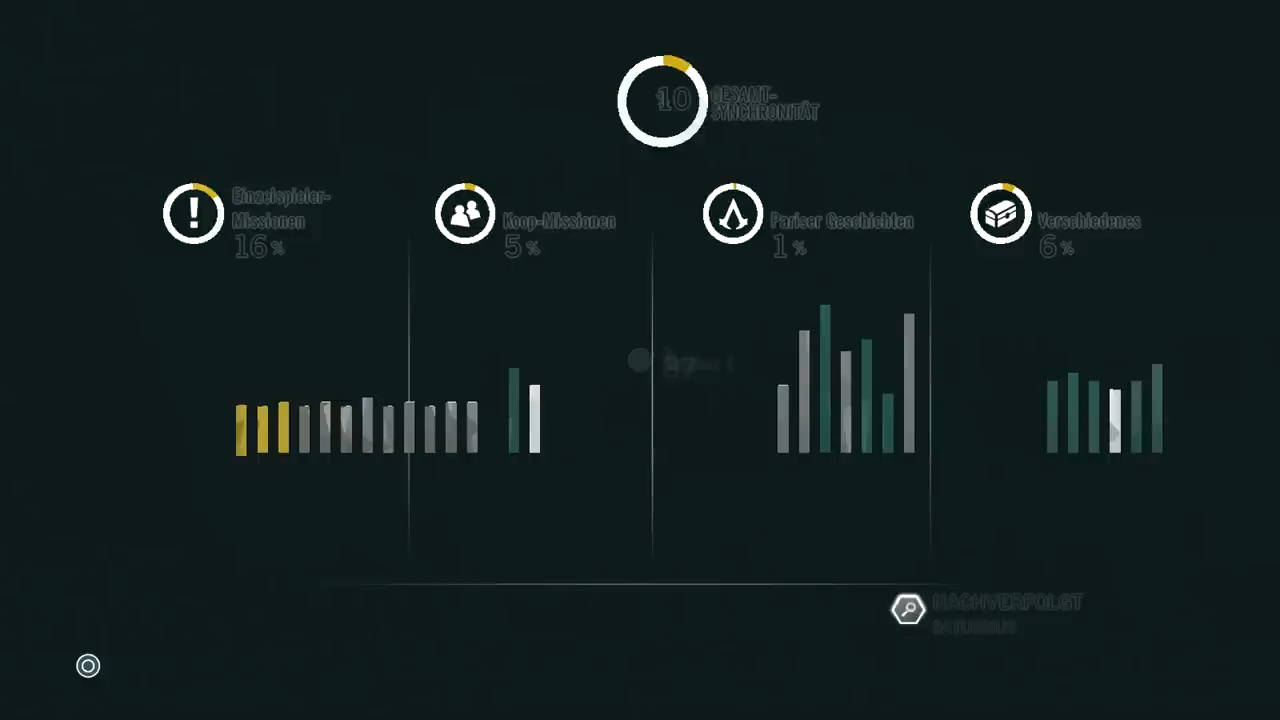 10
GESAMT-
SYNCHRONITÄT
Einzelspieler-
Missionen
16 %
Koop-Missionen
5 %
Pariser Geschichten
1 %
Verschiedenes
6 %
NACHVERFOLGT